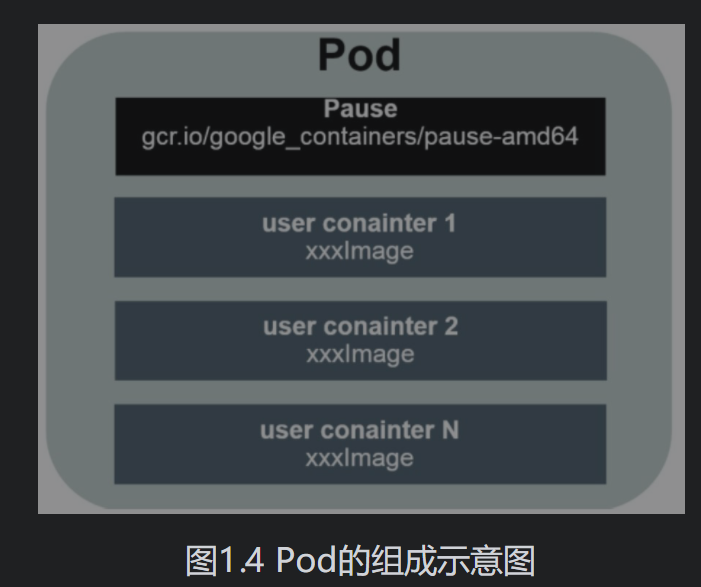 Pod
Pause
gcr.io/google_containers/pause-amd64
user conainter 1
xxxImage
user conainter 2
xxxImage
user conainter N
xxxImage
图1.4 Pod的组成示意图